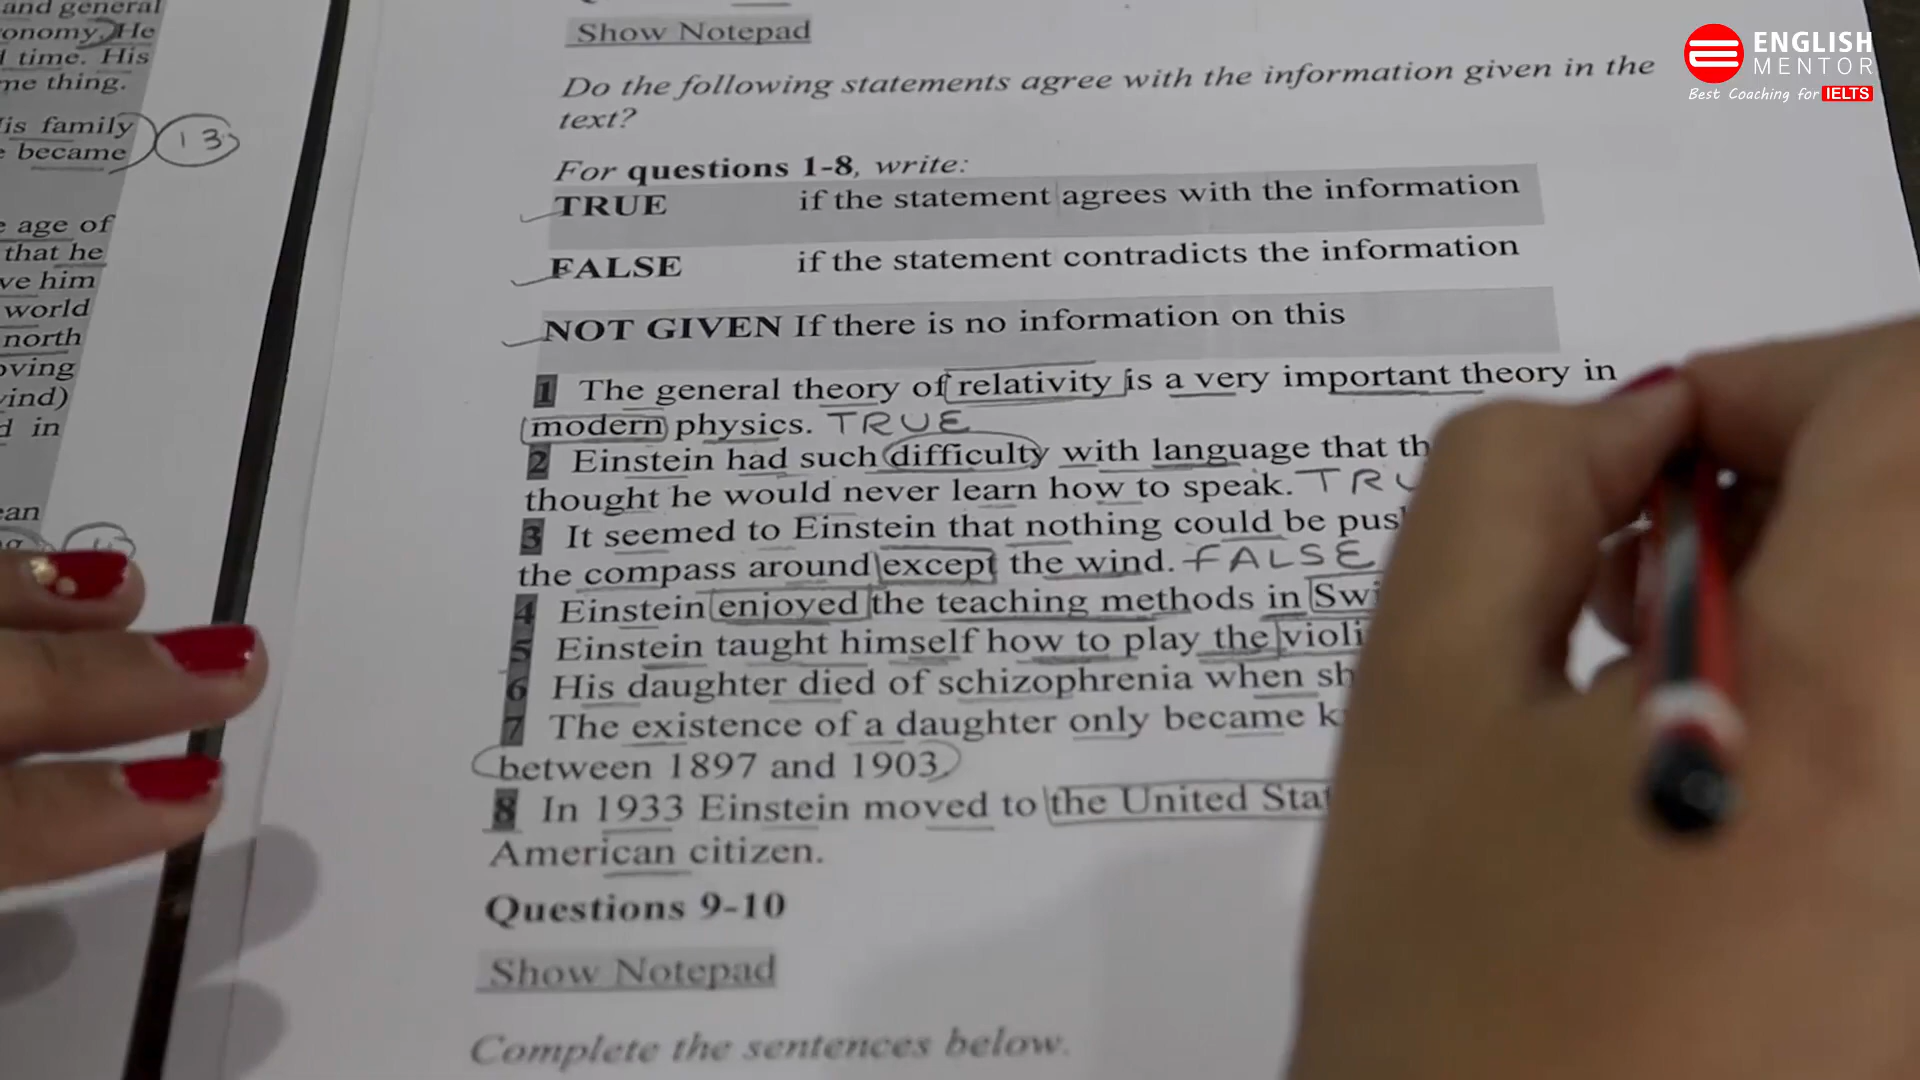 and general
onomy. He
time. His
me thing.
is family
became
13
age of
that he
ve him
world
north
oving
ind)
in
an
Show Notepad
Do the following statements agree with the information given in the
text?
For questions 1-8, write:
TRUE if the statement agrees with the information
FALSE if the statement contradicts the information
NOT GIVEN If there is no information on this
1 The general theory of relativity is a very important theory in
modern physics. TRUE
2 Einstein had such difficulty with language that th
thought he would never learn how to speak. TRU
3 It seemed to Einstein that nothing could be pus
the compass around except the wind. FALSE
4 Einstein enjoyed the teaching methods in Swi
5 Einstein taught himself how to play the violi
6 His daughter died of schizophrenia when sh
7 The existence of a daughter only became k
between 1897 and 1903
8 In 1933 Einstein moved to the United Stat
American citizen.
Questions 9-10
Show Notepad
Complete the sentences below.
ENGLISH
MENTOR
Best Coaching for IELTS